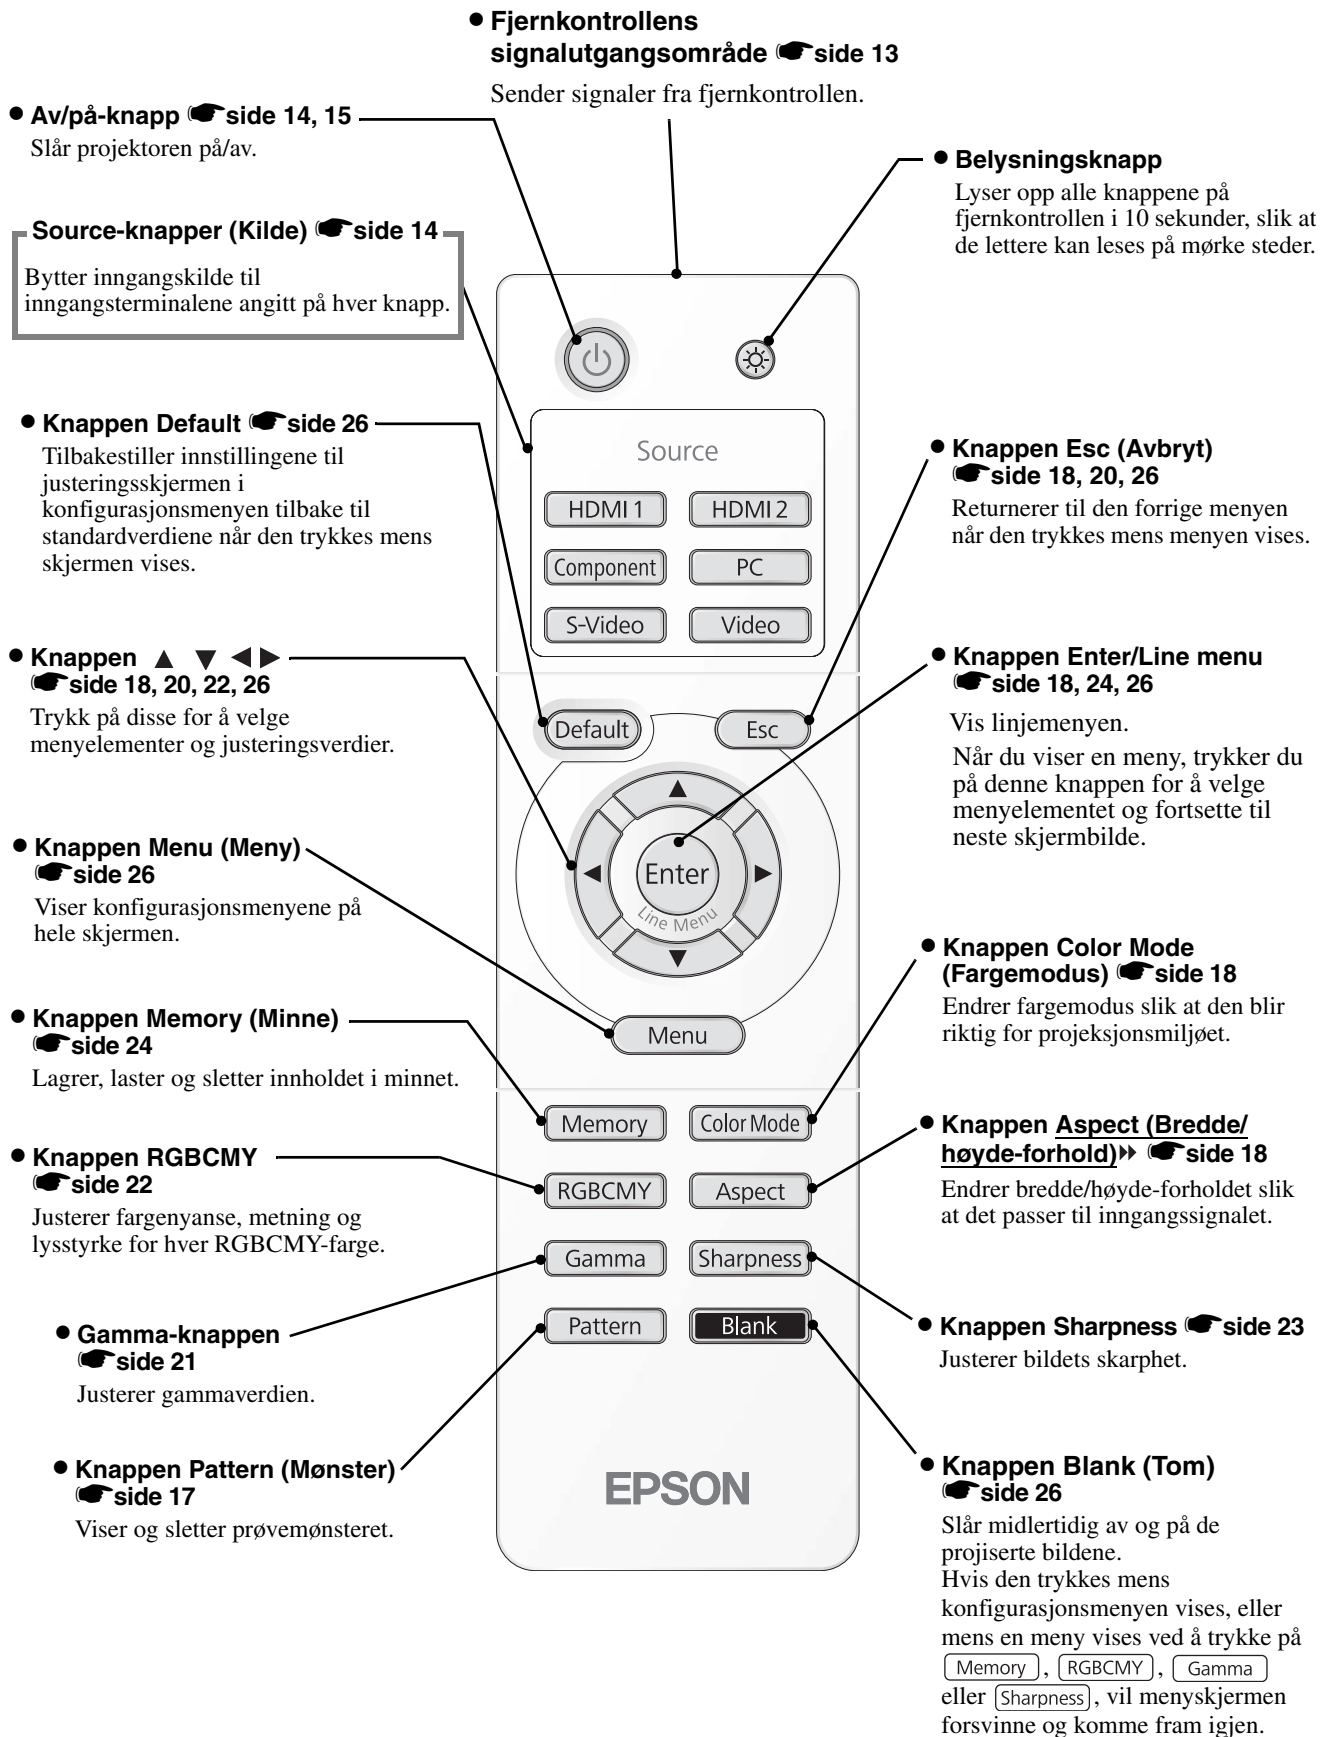 ● Fjernkontrollens
signalutgangsområde ☛side 13
Sender signaler fra fjernkontrollen.
● Av/på-knapp ☛side 14, 15
Slår projektoren på/av.
● Belysningsknapp
Lyser opp alle knappene på
fjernkontrollen i 10 sekunder, slik at
de lettere kan leses på mørke steder.
Source-knapper (Kilde) ☛side 14
Bytter inngangskilde til
inngangsterminalene angitt på hver knapp.
● Knappen Default ☛side 26
Tilbakestiller innstillingene til
justeringsskjermen i
konfigurasjonsmenyen tilbake til
standardverdiene når den trykkes mens
skjermen vises.
● Knappen ▲ ▼ ◀ ▶
☛side 18, 20, 22, 26
Trykk på disse for å velge
menyelementer og justeringsverdier.
● Knappen Menu (Meny)
☛side 26
Viser konfigurasjonsmenyene på
hele skjermen.
● Knappen Memory (Minne)
☛side 24
Lagrer, laster og sletter innholdet i minnet.
● Knappen RGBCMY
☛side 22
Justerer fargenyanse, metning og
lysstyrke for hver RGBCMY-farge.
● Gamma-knappen
☛side 21
Justerer gammaverdien.
● Knappen Pattern (Mønster)
☛side 17
Viser og sletter prøvemønsteret.
Source
HDMI 1 HDMI 2
Component PC
S-Video Video
Default Esc
▲
◀ Enter ▶
Line Menu
▼
Menu
Memory Color Mode
RGBCMY Aspect
Gamma Sharpness
Pattern Blank
EPSON
● Knappen Esc (Avbryt)
☛side 18, 20, 26
Returnerer til den forrige menyen
når den trykkes mens menyen vises.
● Knappen Enter/Line menu
☛side 18, 24, 26
Vis linjemenyen.
Når du viser en meny, trykker du
på denne knappen for å velge
menyelementet og fortsette til
neste skjermbilde.
● Knappen Color Mode
(Fargemodus) ☛side 18
Endrer fargemodus slik at den blir
riktig for projeksjonsmiljøet.
● Knappen Aspect (Bredde/
høyde-forhold)▸▸ ☛side 18
Endrer bredde/høyde-forholdet slik
at det passer til inngangssignalet.
● Knappen Sharpness ☛side 23
Justerer bildets skarphet.
● Knappen Blank (Tom)
☛side 26
Slår midlertidig av og på de
projiserte bildene.
Hvis den trykkes mens
konfigurasjonsmenyen vises, eller
mens en meny vises ved å trykke på
Memory, RGBCMY, Gamma
eller Sharpness, vil menyskjermen
forsvinne og komme fram igjen.